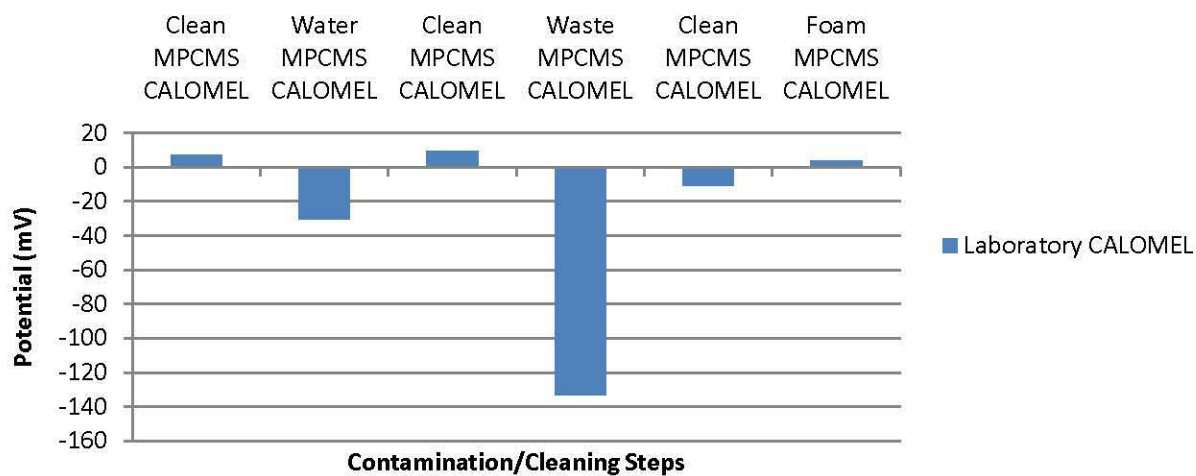 Clean
MPCMS
CALOMEL
Water
MPCMS
CALOMEL
Clean
MPCMS
CALOMEL
Waste
MPCMS
CALOMEL
Clean
MPCMS
CALOMEL
Foam
MPCMS
CALOMEL
20
0
-20
-40
-60
-80
-100
-120
-140
-160
Potential (mV)
Laboratory CALOMEL
Contamination/Cleaning Steps